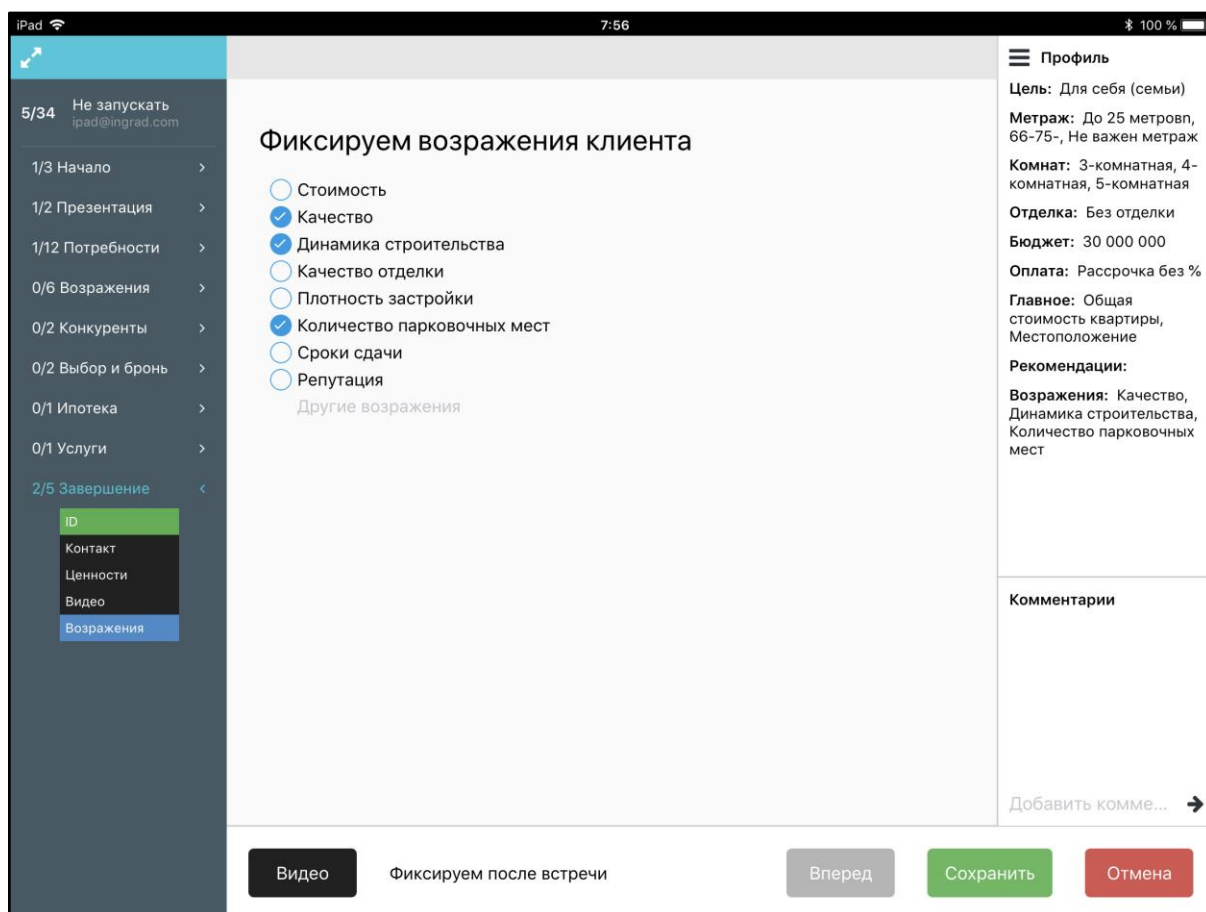 iPad 7:56 100 %
5/34 Не запускать
ipad@ingrad.com
1/3 Начало
1/2 Презентация
1/12 Потребности
0/6 Возражения
0/2 Конкуренты
0/2 Выбор и бронь
0/1 Ипотека
0/1 Услуги
2/5 Завершение
ID
Контакт
Ценности
Видео
Возражения
Фиксируем возражения клиента
Стоимость
Качество
Динамика строительства
Качество отделки
Плотность застройки
Количество парковочных мест
Сроки сдачи
Репутация
Другие возражения
Профиль
Цель: Для себя (семьи)
Метраж: До 25 метровn,
66-75-, Не важен метраж
Комнат: 3-комнатная, 4-
комнатная, 5-комнатная
Отделка: Без отделки
Бюджет: 30 000 000
Оплата: Рассрочка без %
Главное: Общая
стоимость квартиры,
Местоположение
Рекомендации:
Возражения: Качество,
Динамика строительства,
Количество парковочных
мест
Комментарии
Добавить комме...
Видео Фиксируем после встречи Вперед Сохранить Отмена